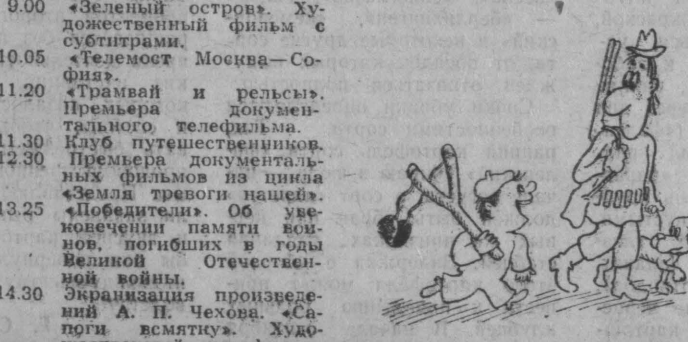 9.00 «Зеленый остров». Ху-
дожественный фильм с
субтитрами.
10.05 «Телемост Москва—Со-
фия».
11.20 «Трамвай и рельсы».
Премьера докумен-
тального телефильма.
11.30 Клуб путешественников.
12.30 Премьера документаль-
ных фильмов из цикла
«Земля тревоги нашей».
13.25 «Победители». Об уве-
ковечении памяти вои-
нов, погибших в годы
Великой Отечествен-
ной войны.
14.30 Экранизация произведе-
ний А. П. Чехова. «Са-
поги всмятку». Худо-